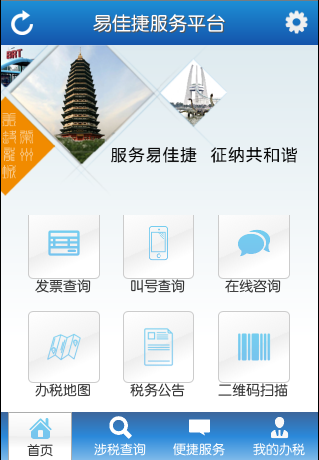 易佳捷服务平台
服务易佳捷 征纳共和谐
发票查询 叫号查询 在线咨询
办税地图 税务公告 二维码扫描
首页 涉税查询 便捷服务 我的办税